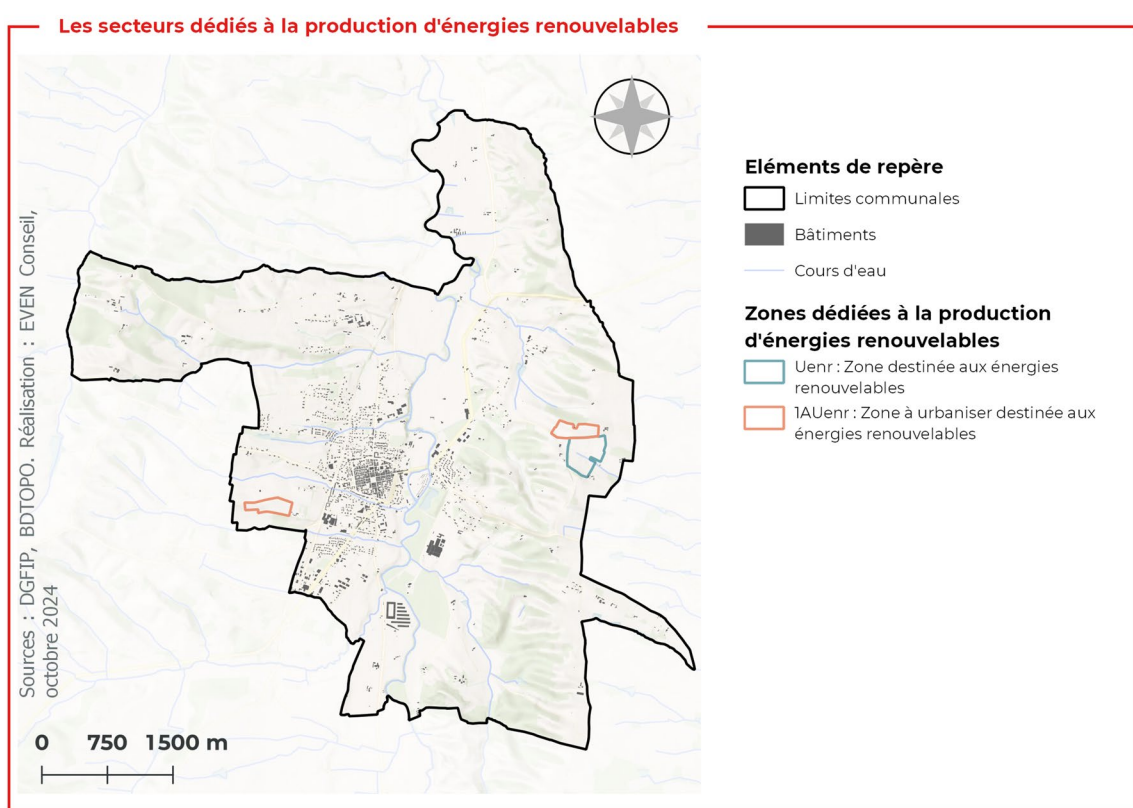 Les secteurs dédiés à la production d'énergies renouvelables
Eléments de repère
Limites communales
Bâtiments
Cours d'eau
Zones dédiées à la production
d'énergies renouvelables
Uenr : Zone destinée aux énergies
renouvelables
1AUenr : Zone à urbaniser destinée aux
énergies renouvelables
Sources : DGFIP, BDTOPO. Réalisation : EVEN Conseil,
octobre 2024
0 750 1500 m